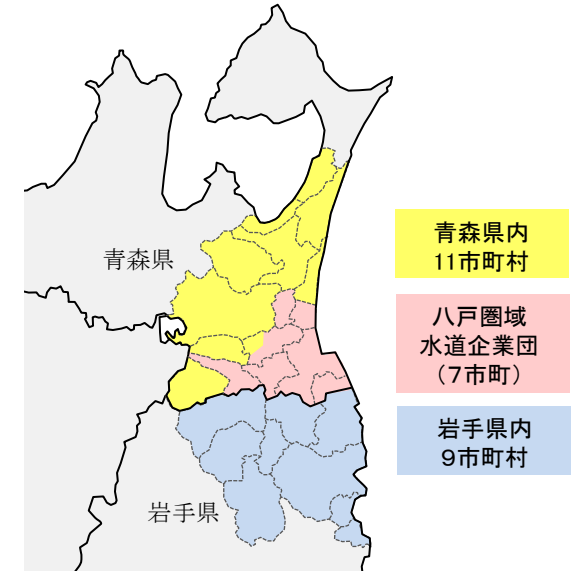 青森県
岩手県
青森県内
11市町村
八戸圏域
水道企業団
（7市町）
岩手県内
9市町村